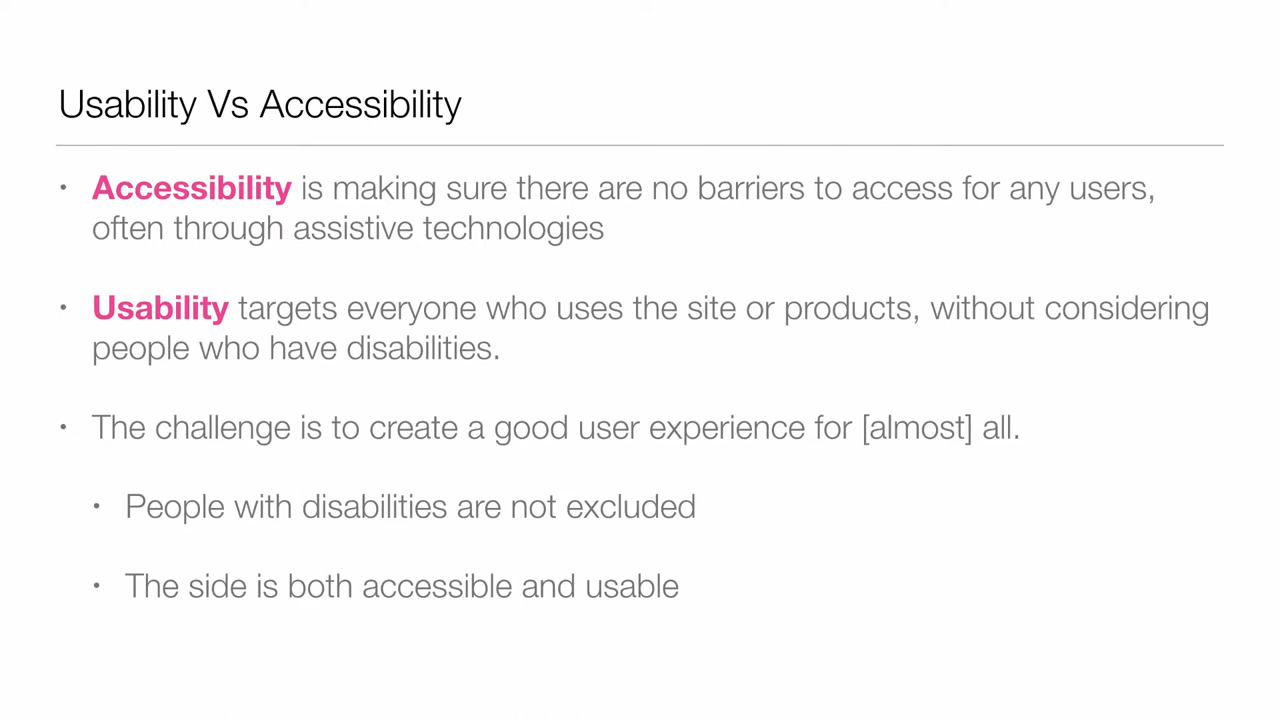 Usability Vs Accessibility
• Accessibility is making sure there are no barriers to access for any users,
often through assistive technologies
• Usability targets everyone who uses the site or products, without considering
people who have disabilities.
• The challenge is to create a good user experience for [almost] all.
• People with disabilities are not excluded
• The side is both accessible and usable